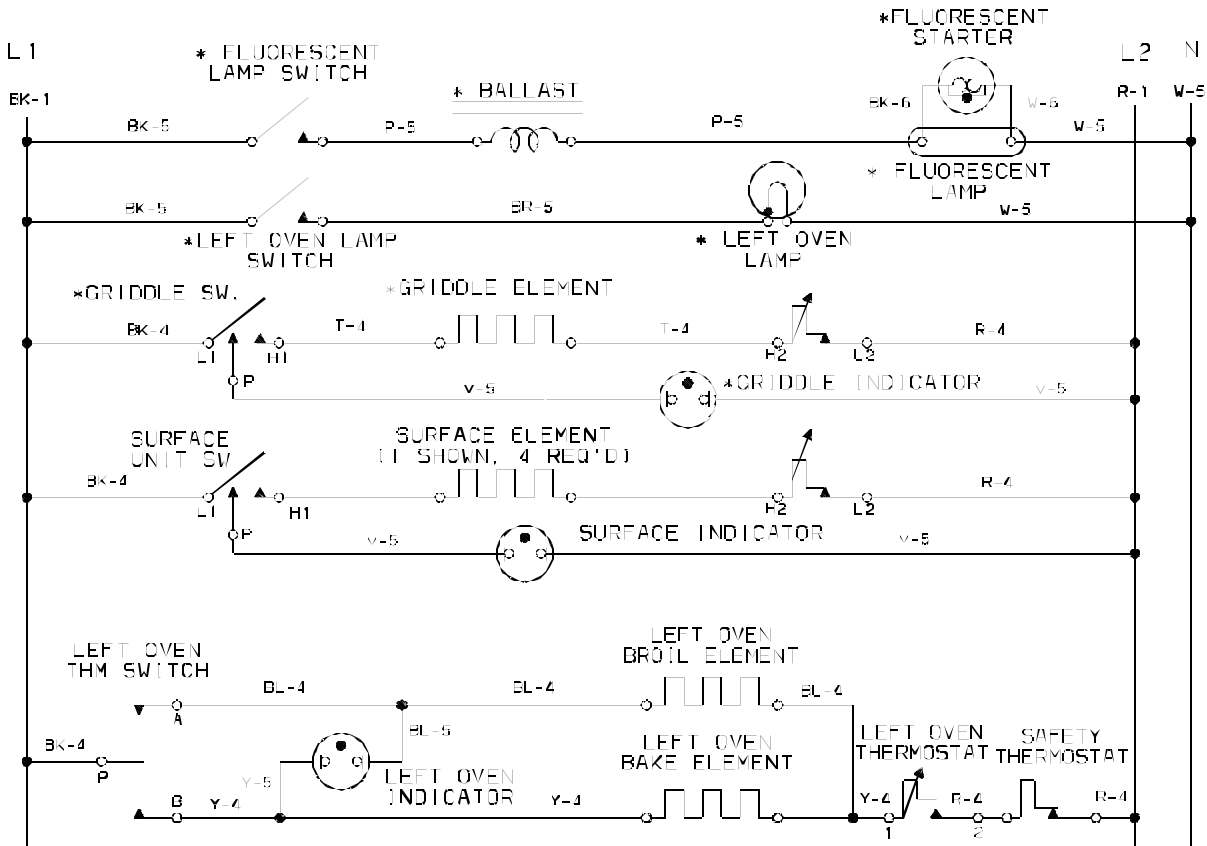 *FLUORESCENT
STARTER
L1
* FLUORESCENT
LAMP SWITCH
L2
N
* BALLAST
BK-1
R-1
W-5
BK-6
W-6
BK-5
P-5
P-5
W-5
* FLUORESCENT
LAMP
BK-5
BR-5
W-5
*LEFT OVEN LAMP
SWITCH
* LEFT OVEN
LAMP
*GRIDDLE SW.
*GRIDDLE ELEMENT
BK-4
T-4
T-4
R-4
L1
H1
H2
L2
P
V-5
*GRIDDLE INDICATOR
V-5
SURFACE
UNIT SW
SURFACE ELEMENT
(1 SHOWN, 4 REQ'D)
BK-4
R-4
L1
H1
H2
L2
P
V-5
SURFACE INDICATOR
V-5
LEFT OVEN
THM SWITCH
LEFT OVEN
BROIL ELEMENT
BL-4
BL-4
BL-4
A
BL-5
BK-4
P
LEFT OVEN
BAKE ELEMENT
LEFT OVEN
THERMOSTAT
SAFETY
THERMOSTAT
Y-5
LEFT OVEN
INDICATOR
B
Y-4
Y-4
Y-4
R-4
R-4
1
2